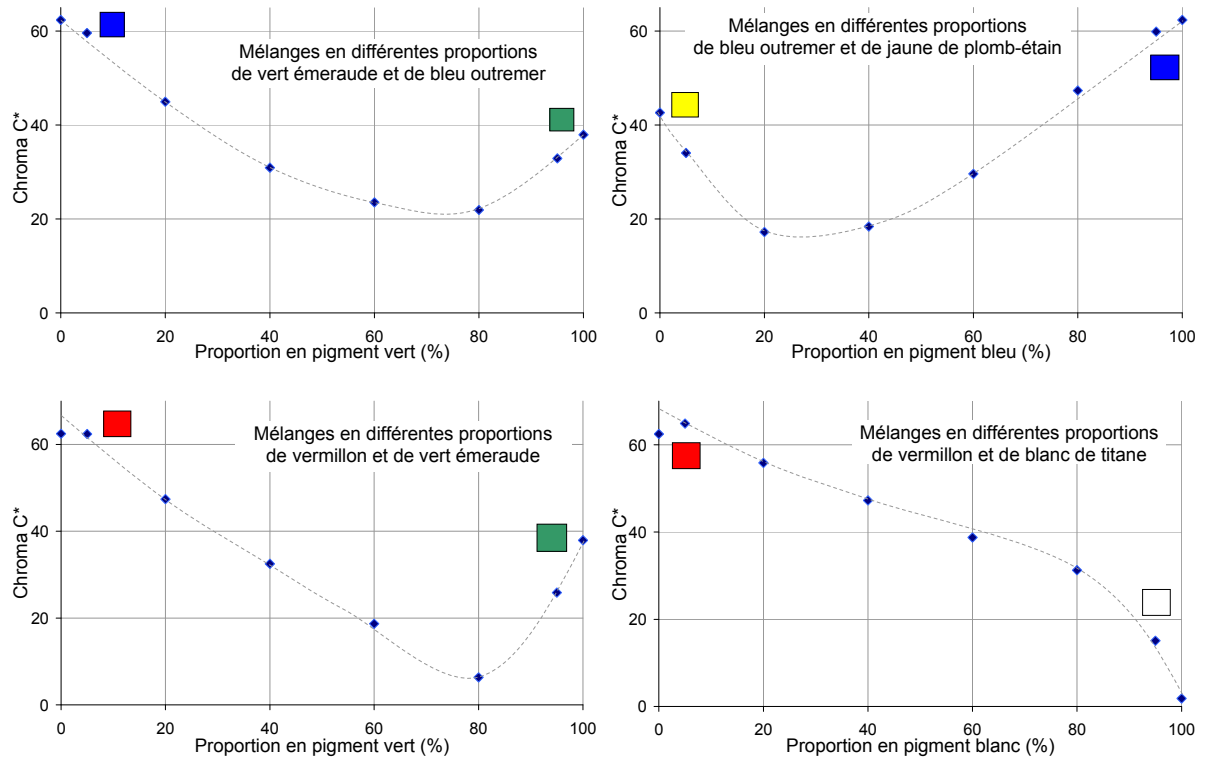 60
40
20
0
Chroma C*
Mélanges en différentes proportions
de vert émeraude et de bleu outremer
0 20 40 60 80 100
Proportion en pigment vert (%)
60
40
20
0
Chroma C*
Mélanges en différentes proportions
de bleu outremer et de jaune de plomb-étain
0 20 40 60 80 100
Proportion en pigment bleu (%)
60
40
20
0
Chroma C*
Mélanges en différentes proportions
de vermillon et de vert émeraude
0 20 40 60 80 100
Proportion en pigment vert (%)
60
40
20
0
Chroma C*
Mélanges en différentes proportions
de vermillon et de blanc de titane
0 20 40 60 80 100
Proportion en pigment blanc (%)